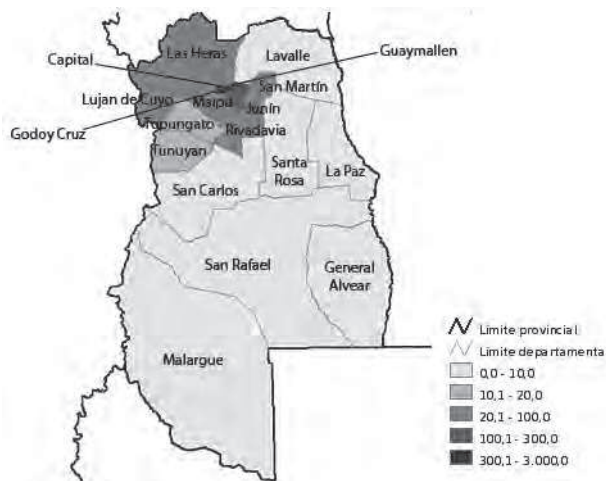 Las Heras
Lavalle
Guaymallen
Capital
San Martín
Lujan de Cuyo
Maipú
Junín
Godoy Cruz
Tupungato
Rivadavia
Tunuyan
Santa
Rosa
La Paz
San Carlos
San Rafael
General
Alvear
Malargue
Límite provincial
Límite departamenta
0,0 - 10,0
10,1 - 20,0
20,1 - 100,0
100,1 - 300,0
300,1 - 3.000,0